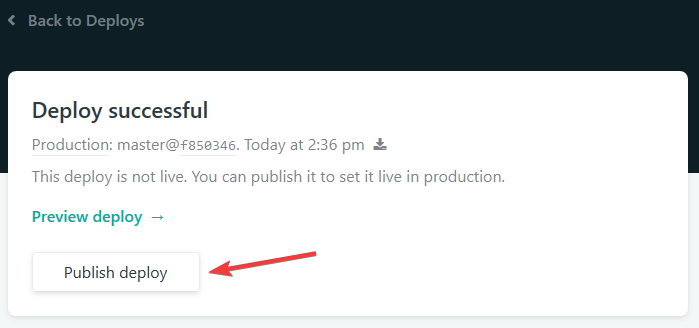 Back to Deploys
Deploy successful
Production: master@f850346. Today at 2:36 pm
This deploy is not live. You can publish it to set it live in production.
Preview deploy →
Publish deploy